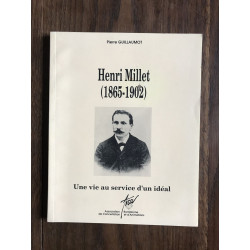 Pierre GUILLAUMOT
Henri Millet
(1865-1902)
Une vie au service d'un idéal